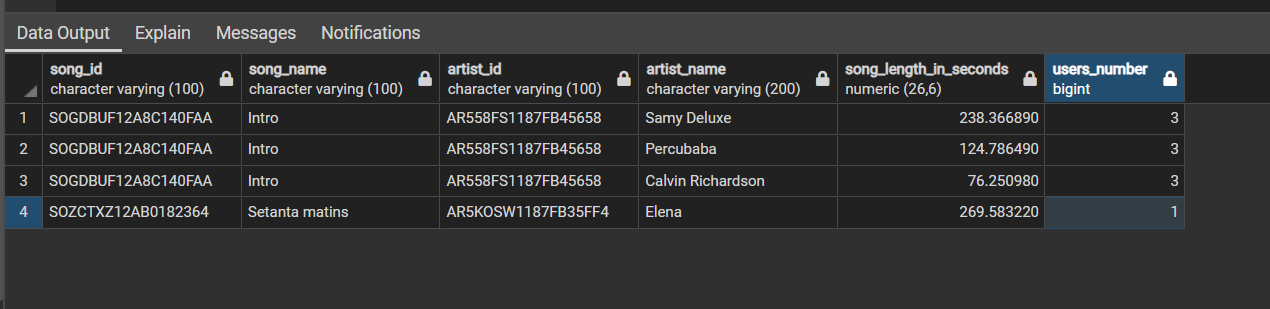 Data Output Explain Messages Notifications
song_id song_name artist_id artist_name song_length_in_seconds users_number
character varying (100) character varying (100) character varying (100) character varying (200) numeric (26,6) bigint
1 SOGDBUF12A8C140FAA Intro AR558FS1187FB45658 Samy Deluxe 238.366890 3
2 SOGDBUF12A8C140FAA Intro AR558FS1187FB45658 Percubaba 124.786490 3
3 SOGDBUF12A8C140FAA Intro AR558FS1187FB45658 Calvin Richardson 76.250980 3
4 SOZCTXZ12AB0182364 Setanta matins AR5KOSW1187FB35FF4 Elena 269.583220 1